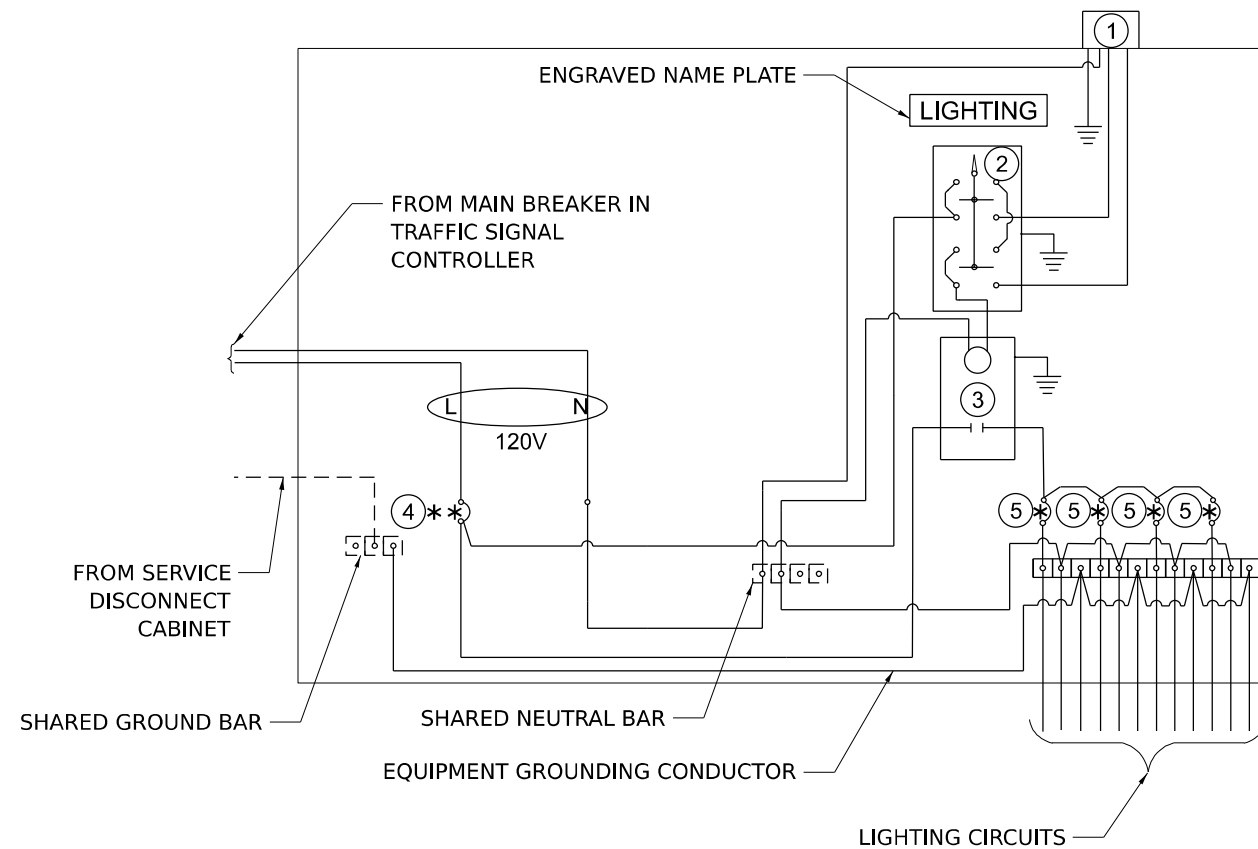 1
ENGRAVED NAME PLATE
LIGHTING
2
FROM MAIN BREAKER IN
TRAFFIC SIGNAL
CONTROLLER
L
N
120V
3
4 **
5 * 5 * 5 * 5 *
FROM SERVICE
DISCONNECT
CABINET
SHARED GROUND BAR
SHARED NEUTRAL BAR
EQUIPMENT GROUNDING CONDUCTOR
LIGHTING CIRCUITS